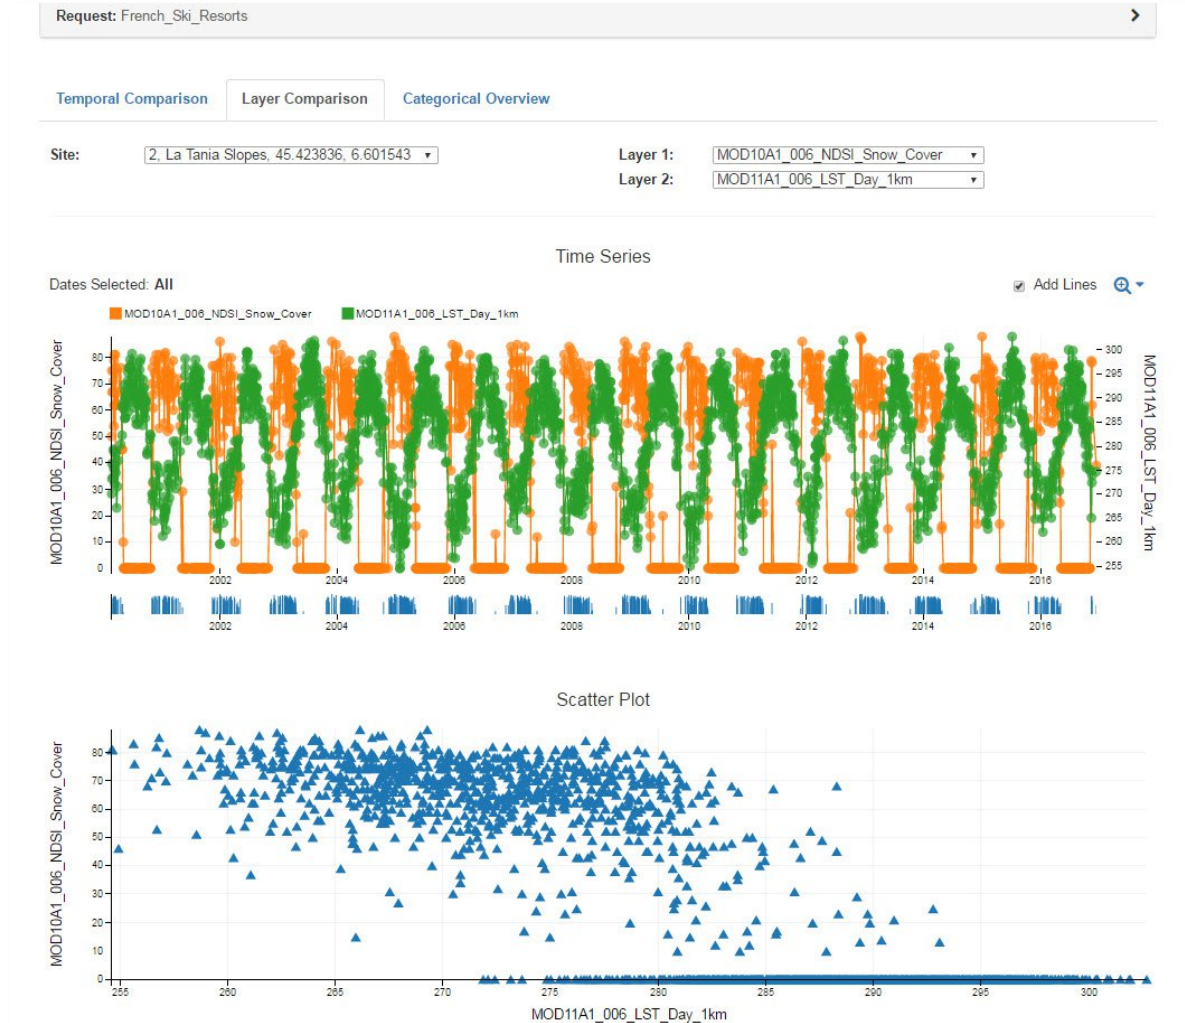 Request: French_Ski_Resorts
Temporal Comparison Layer Comparison Categorical Overview
Site: 2, La Tania Slopes, 45.423836, 6.601543
Layer 1: MOD10A1_006_NDSI_Snow_Cover
Layer 2: MOD11A1_006_LST_Day_1km
Time Series
Dates Selected: All
Add Lines
MOD10A1_006_NDSI_Snow_Cover MOD11A1_006_LST_Day_1km
MOD10A1_006_NDSI_Snow_Cover
80
70
60
50
40
30
20
10
0
300
295
290
285
280
275
270
265
260
255
MOD11A1_006_LST_Day_1km
2002 2004 2006 2008 2010 2012 2014 2016
2002 2004 2006 2008 2010 2012 2014 2016
Scatter Plot
MOD10A1_006_NDSI_Snow_Cover
80
70
60
50
40
30
20
10
0
255 260 265 270 275 280 285 290 295 300
MOD11A1_006_LST_Day_1km